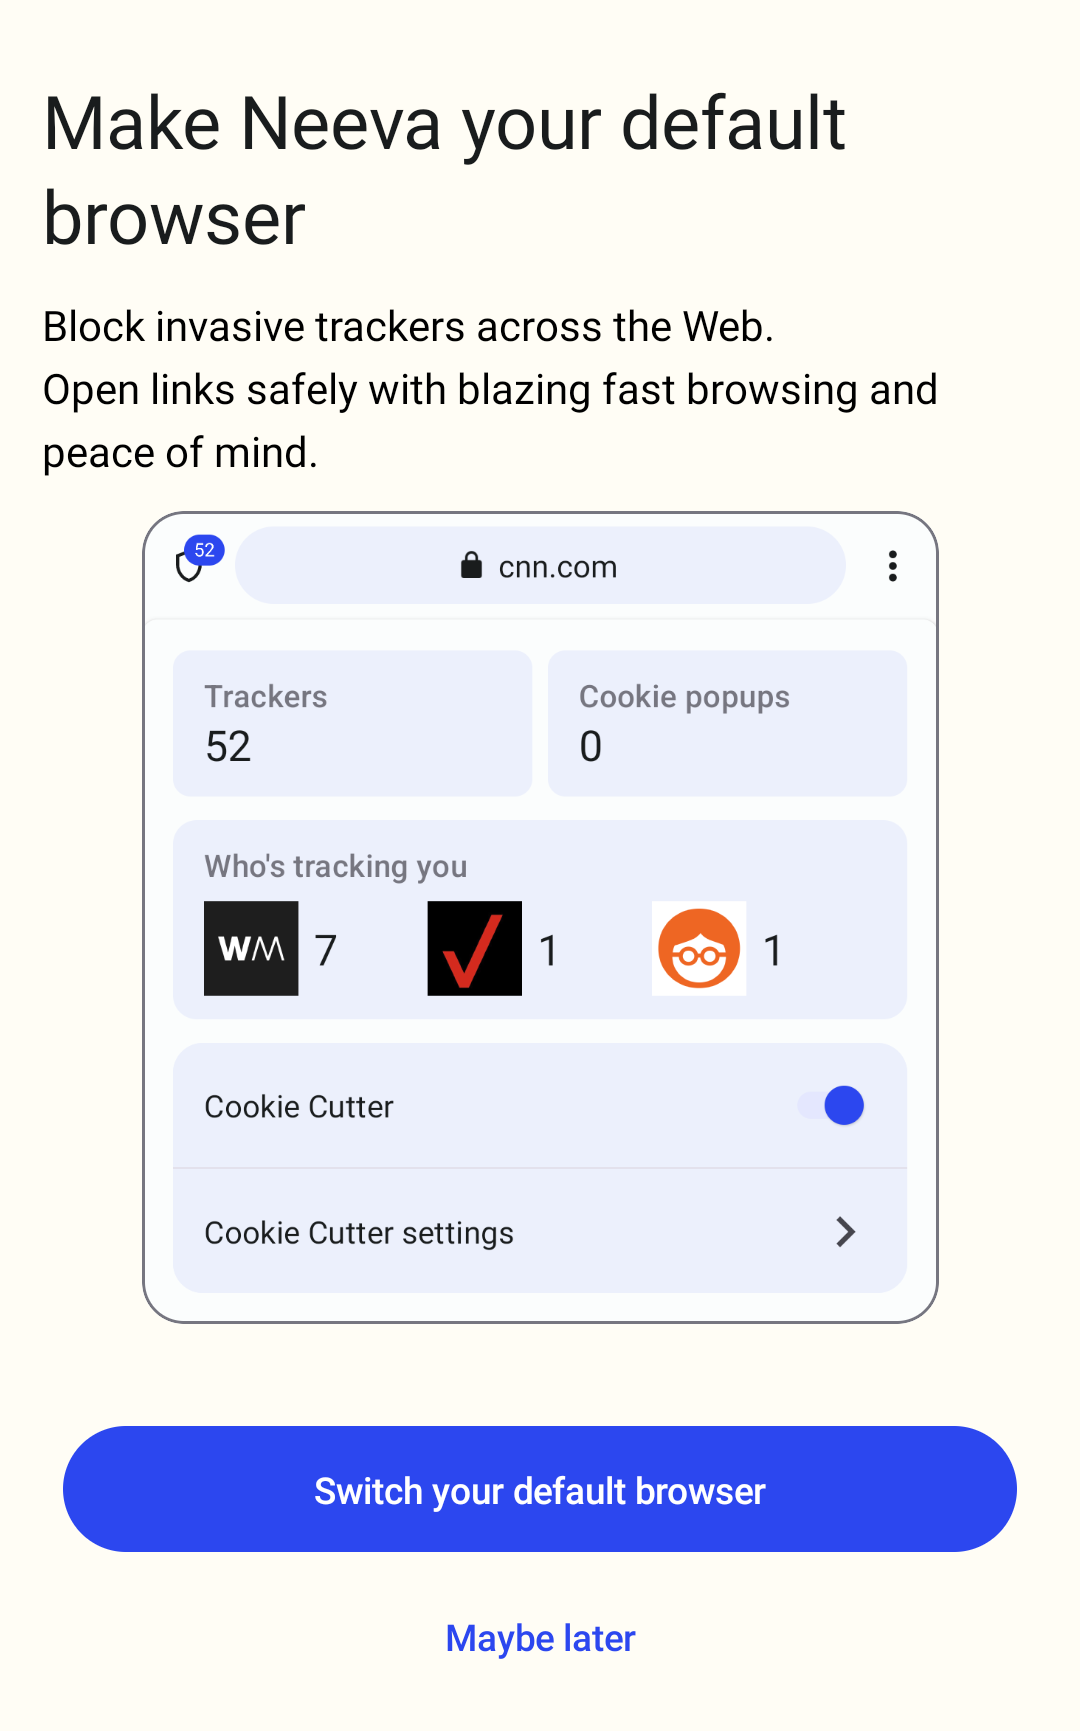 Make Neeva your default
browser
Block invasive trackers across the Web.
Open links safely with blazing fast browsing and
peace of mind.
52
cnn.com
Trackers
52
Cookie popups
0
Who's tracking you
WM 7 1 1
Cookie Cutter
Cookie Cutter settings
Switch your default browser
Maybe later